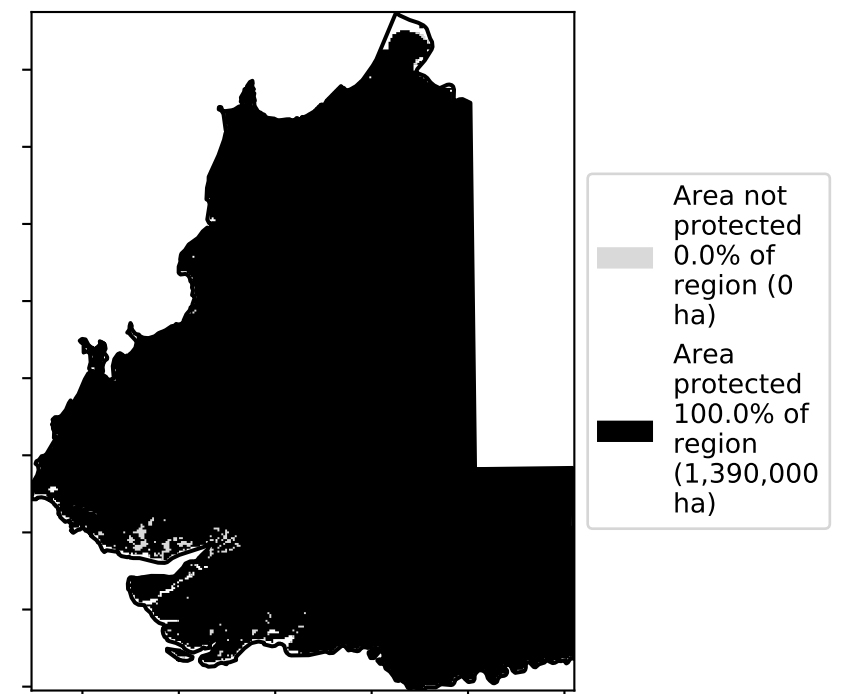 Area not
protected
0.0% of
region (0
ha)
Area
protected
100.0% of
region
(1,390,000
ha)